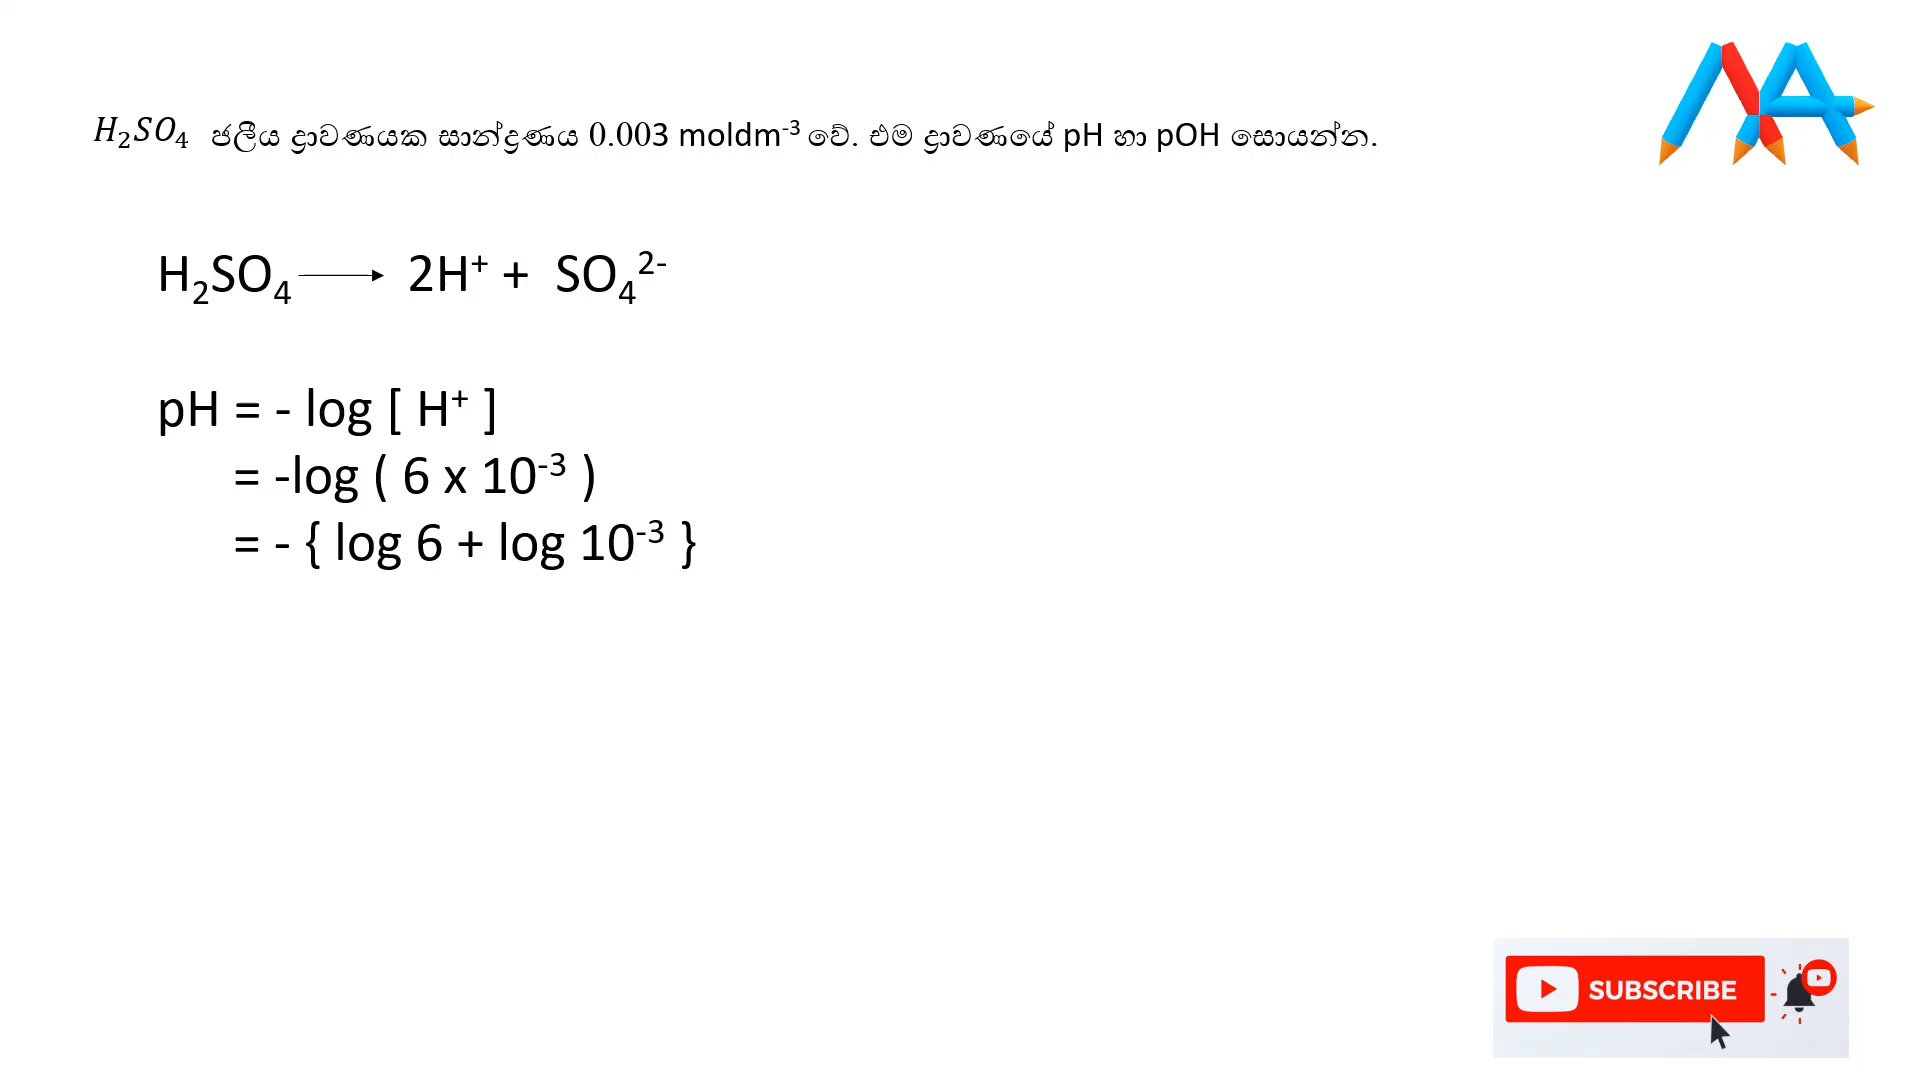 H₂SO₄ ජලීය ද්‍රාවණයක සාන්ද්‍රණය 0.003 moldm⁻³ වේ. එම ද්‍රාවණයේ pH හා pOH සොයන්න.
H₂SO₄ ⟶ 2H⁺ + SO₄²⁻
pH = - log [ H⁺ ]
= -log ( 6 x 10⁻³ )
= - { log 6 + log 10⁻³ }
SUBSCRIBE